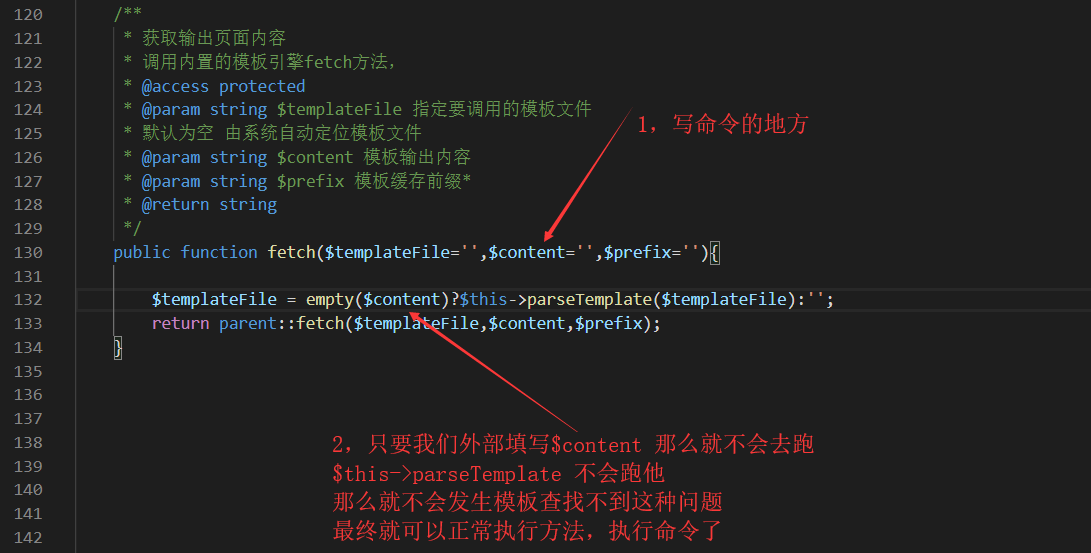 120 /**
121 * 获取输出页面内容
122 * 调用内置的模板引擎fetch方法，
123 * @access protected
124 * @param string $templateFile 指定要调用的模板文件
125 * 默认为空 由系统自动定位模板文件
126 * @param string $content 模板输出内容
127 * @param string $prefix 模板缓存前缀*
128 * @return string
129 */
1，写命令的地方
130 public function fetch($templateFile='',$content='',$prefix=''){
131
132 $templateFile = empty($content)?$this->parseTemplate($templateFile):'';
133 return parent::fetch($templateFile,$content,$prefix);
134 }
135
136
137
138
139
140
141
142
2，只要我们外部填写$content 那么就不会去跑
$this->parseTemplate 不会跑他
那么就不会发生模板查找不到这种问题
最终就可以正常执行方法，执行命令了